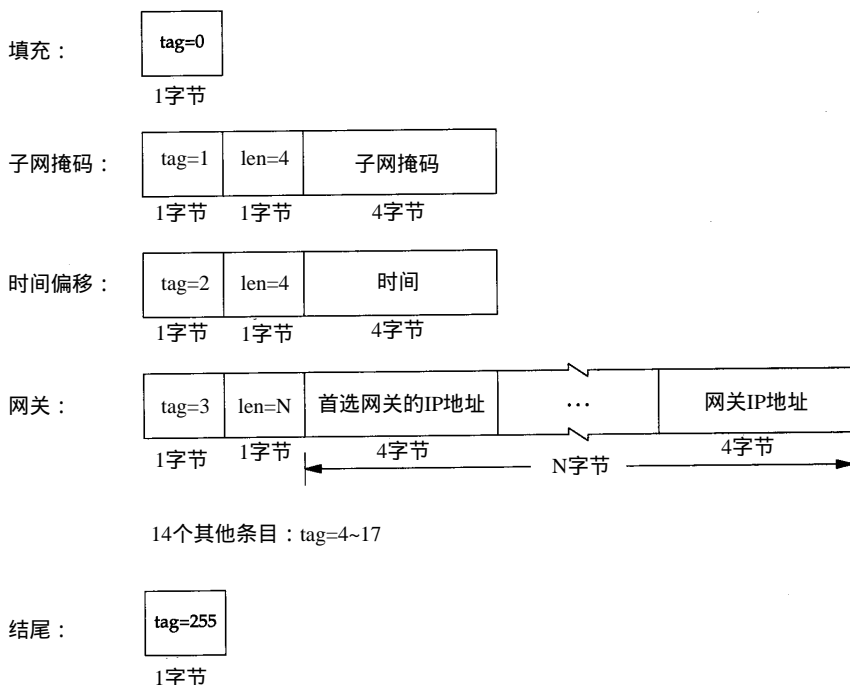 填充：
tag=0
1字节
子网掩码：
tag=1 len=4 子网掩码
1字节 1字节 4字节
时间偏移：
tag=2 len=4 时间
1字节 1字节 4字节
网关：
tag=3 len=N 首选网关的IP地址 … 网关IP地址
1字节 1字节 4字节 4字节
N字节
14个其他条目：tag=4~17
结尾：
tag=255
1字节